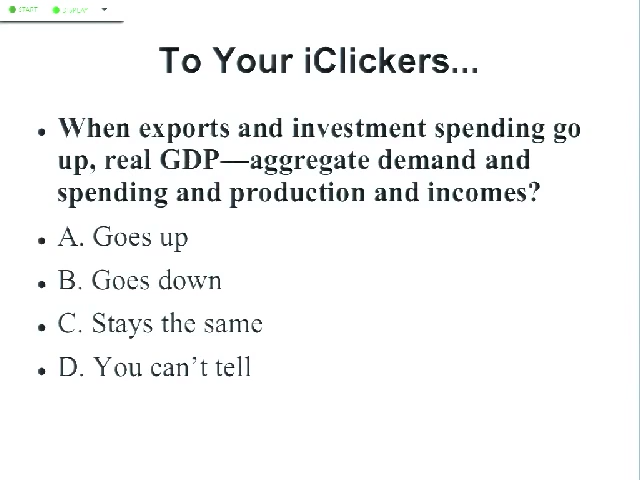 START DISPLAY
To Your iClickers...
When exports and investment spending go
up, real GDP—aggregate demand and
spending and production and incomes?
A. Goes up
B. Goes down
C. Stays the same
D. You can’t tell